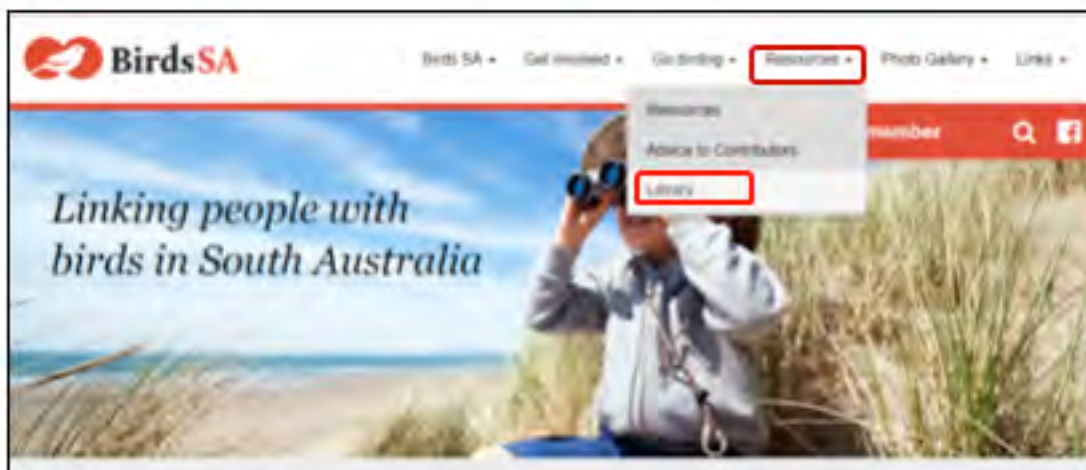 BirdsSA
Birds SA Get involved Go birding Resources Photo Gallery Links
Resources
Advice to Contributors
Library
member
Linking people with
birds in South Australia